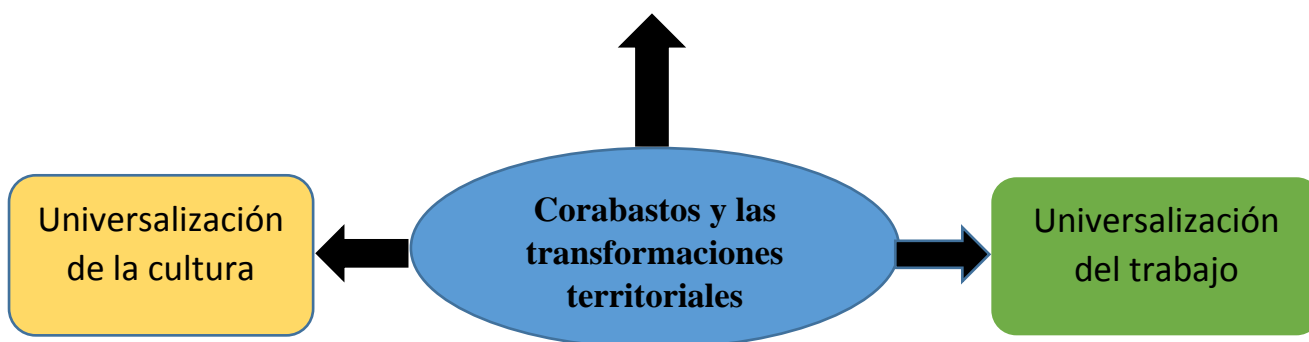 Universalización
de la cultura
Corabastos y las
transformaciones
territoriales
Universalización
del trabajo